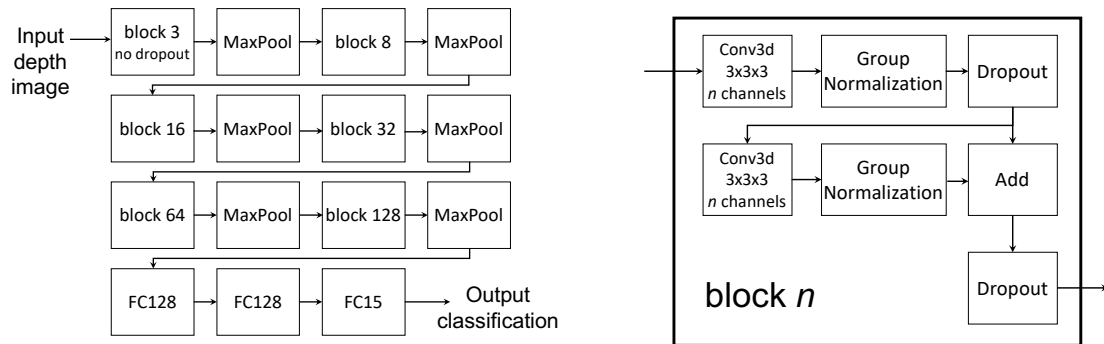 Input
depth
image
block 3
no dropout
MaxPool
block 8
MaxPool
block 16
MaxPool
block 32
MaxPool
block 64
MaxPool
block 128
MaxPool
FC128
FC128
FC15
Output
classification
Conv3d
3x3x3
n channels
Group
Normalization
Dropout
Conv3d
3x3x3
n channels
Group
Normalization
Add
block n
Dropout